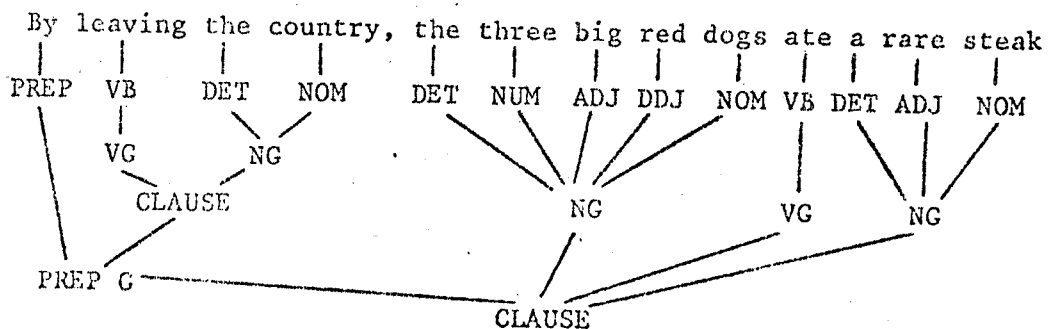 By leaving the country, the three big red dogs ate a rare steak
PREP VB DET NOM DET NUM ADJ DDJ NOM VB DET ADJ NOM
VG NG
CLAUSE NG VG NG
PREP G
CLAUSE